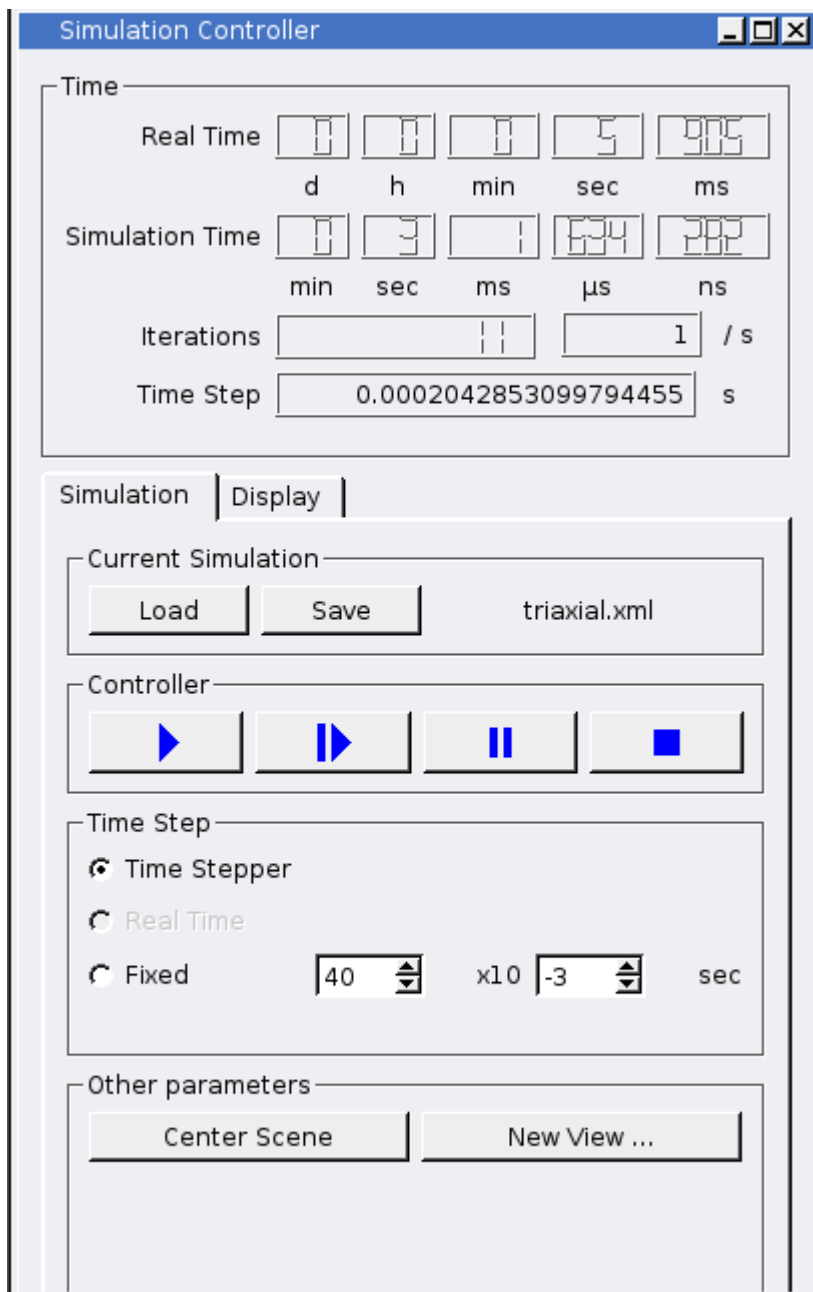 Simulation Controller
Time
Real Time 0 0 0 5 905
d h min sec ms
Simulation Time 0 3 1 634 282
min sec ms µs ns
Iterations 11 1 / s
Time Step 0.0002042853099794455 s
Simulation Display
Current Simulation
Load Save triaxial.xml
Controller
Time Step
Time Stepper
Real Time
Fixed 40 x10 -3 sec
Other parameters
Center Scene New View ...